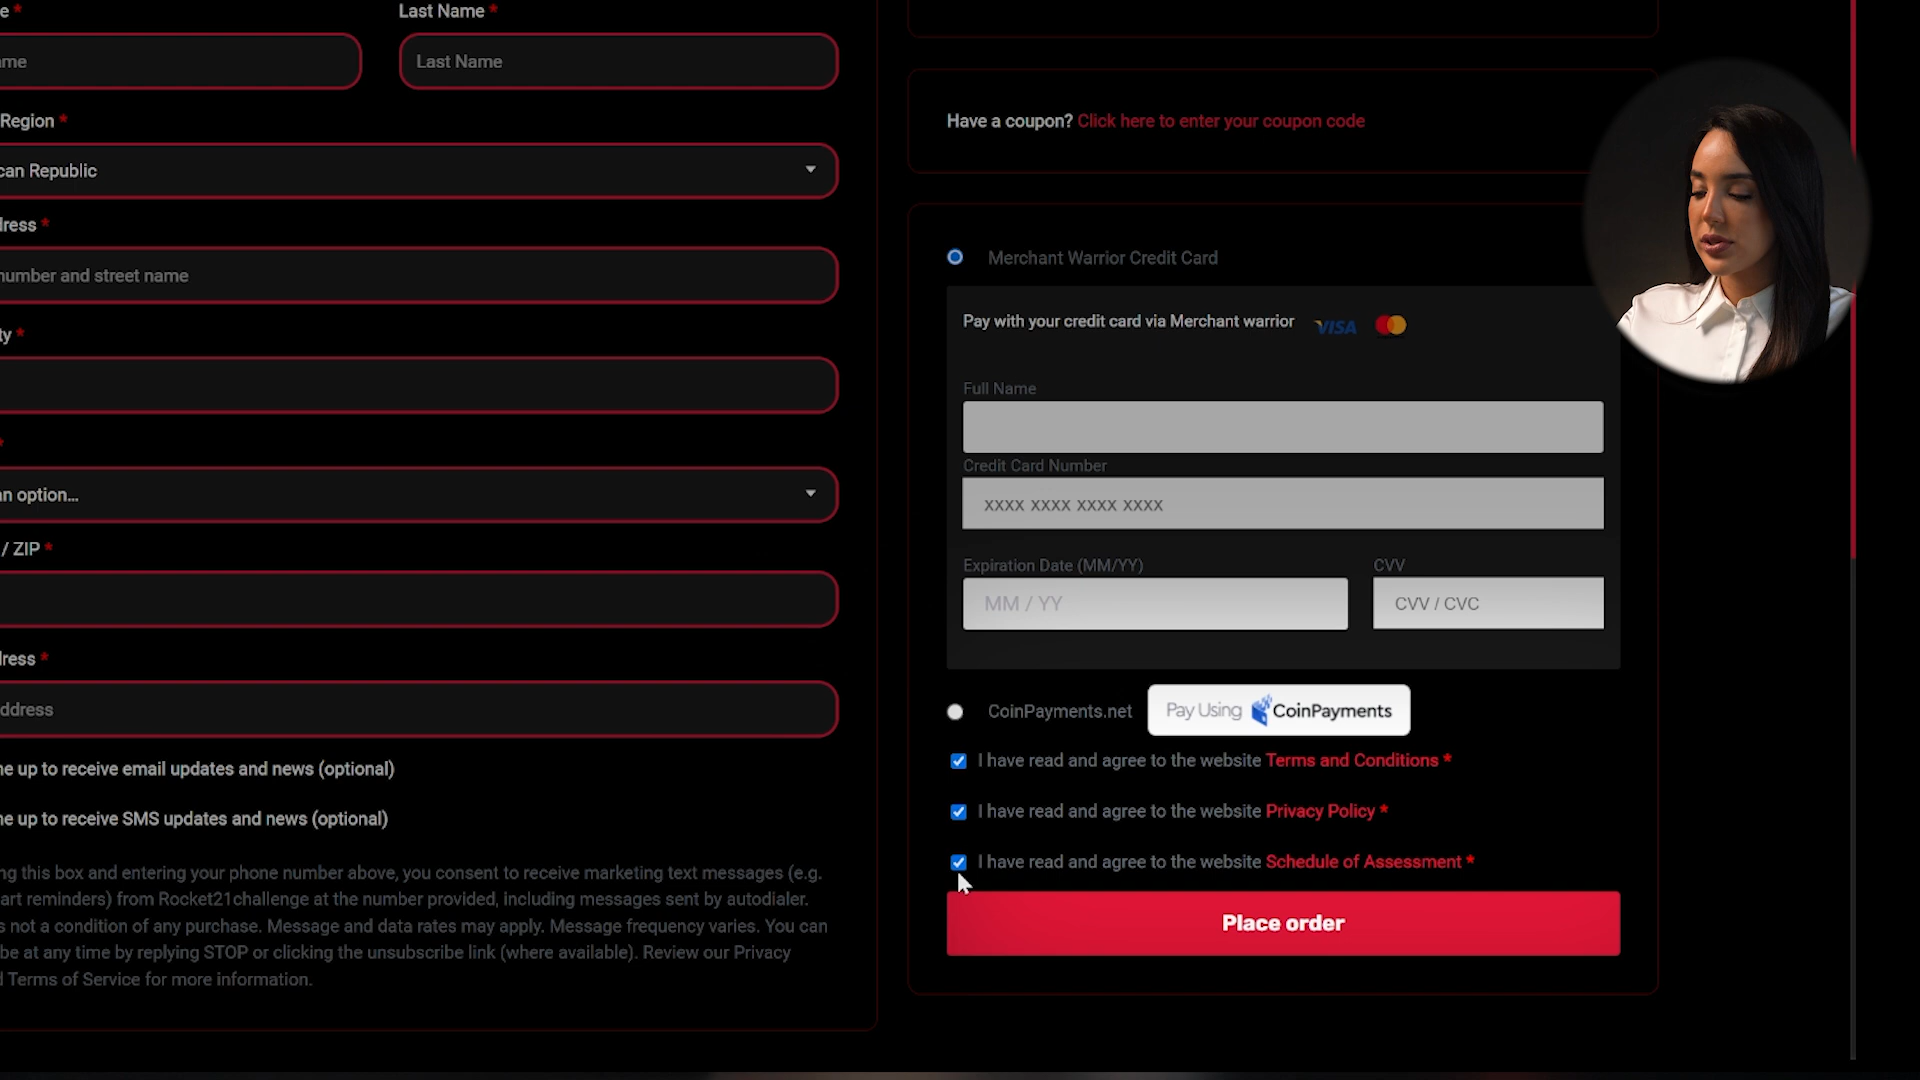 e *
Last Name *
ame
Last Name
Region *
can Republic
dress *
number and street name
ty *
*
an option...
/ ZIP *
dress *
address
ne up to receive email updates and news (optional)
ne up to receive SMS updates and news (optional)
ng this box and entering your phone number above, you consent to receive marketing text messages (e.g.
art reminders) from Rocket21challenge at the number provided, including messages sent by autodialer.
s not a condition of any purchase. Message and data rates may apply. Message frequency varies. You can
be at any time by replying STOP or clicking the unsubscribe link (where available). Review our Privacy
d Terms of Service for more information.
Have a coupon? Click here to enter your coupon code
Merchant Warrior Credit Card
Pay with your credit card via Merchant warrior VISA
Full Name
Credit Card Number
XXXX XXXX XXXX XXXX
Expiration Date (MM/YY)
CVV
MM / YY
CVV / CVC
CoinPayments.net
Pay Using CoinPayments
I have read and agree to the website Terms and Conditions *
I have read and agree to the website Privacy Policy *
I have read and agree to the website Schedule of Assessment *
Place order